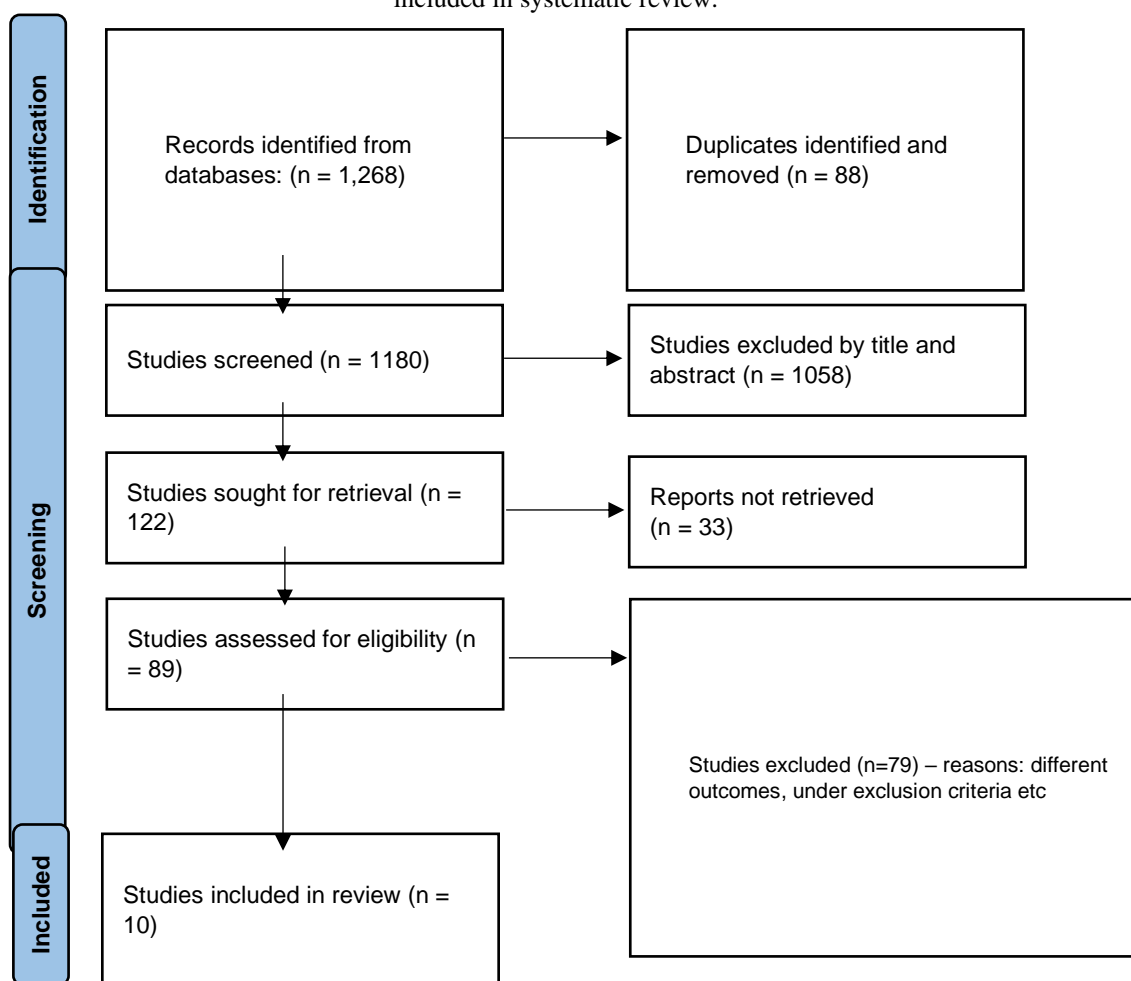 included in systematic review.
Identification
Records identified from
databases: (n = 1,268)
Duplicates identified and
removed (n = 88)
Screening
Studies screened (n = 1180)
Studies excluded by title and
abstract (n = 1058)
Studies sought for retrieval (n =
122)
Reports not retrieved
(n = 33)
Studies assessed for eligibility (n
= 89)
Studies excluded (n=79) – reasons: different
outcomes, under exclusion criteria etc
Included
Studies included in review (n =
10)